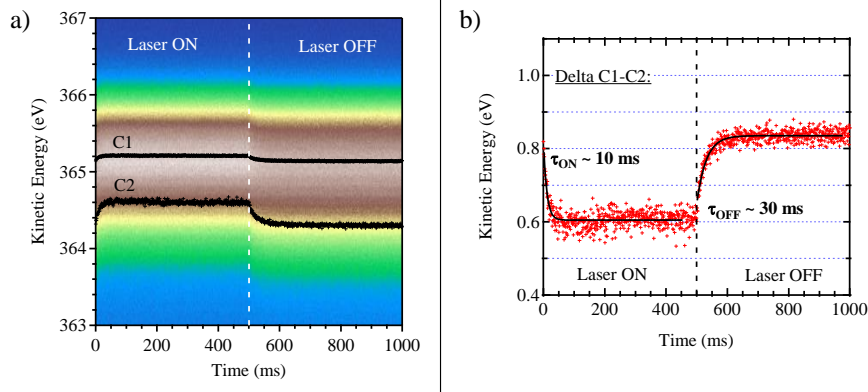 a)
367
366
365
364
363
Kinetic Energy (eV)
Laser ON
Laser OFF
C1
C2
0
200
400
600
800
1000
Time (ms)
b)
1.0
0.8
0.6
0.4
Kinetic Energy (eV)
Delta C1-C2:
τON ~ 10 ms
τOFF ~ 30 ms
Laser ON
Laser OFF
0
200
400
600
800
1000
Time (ms)